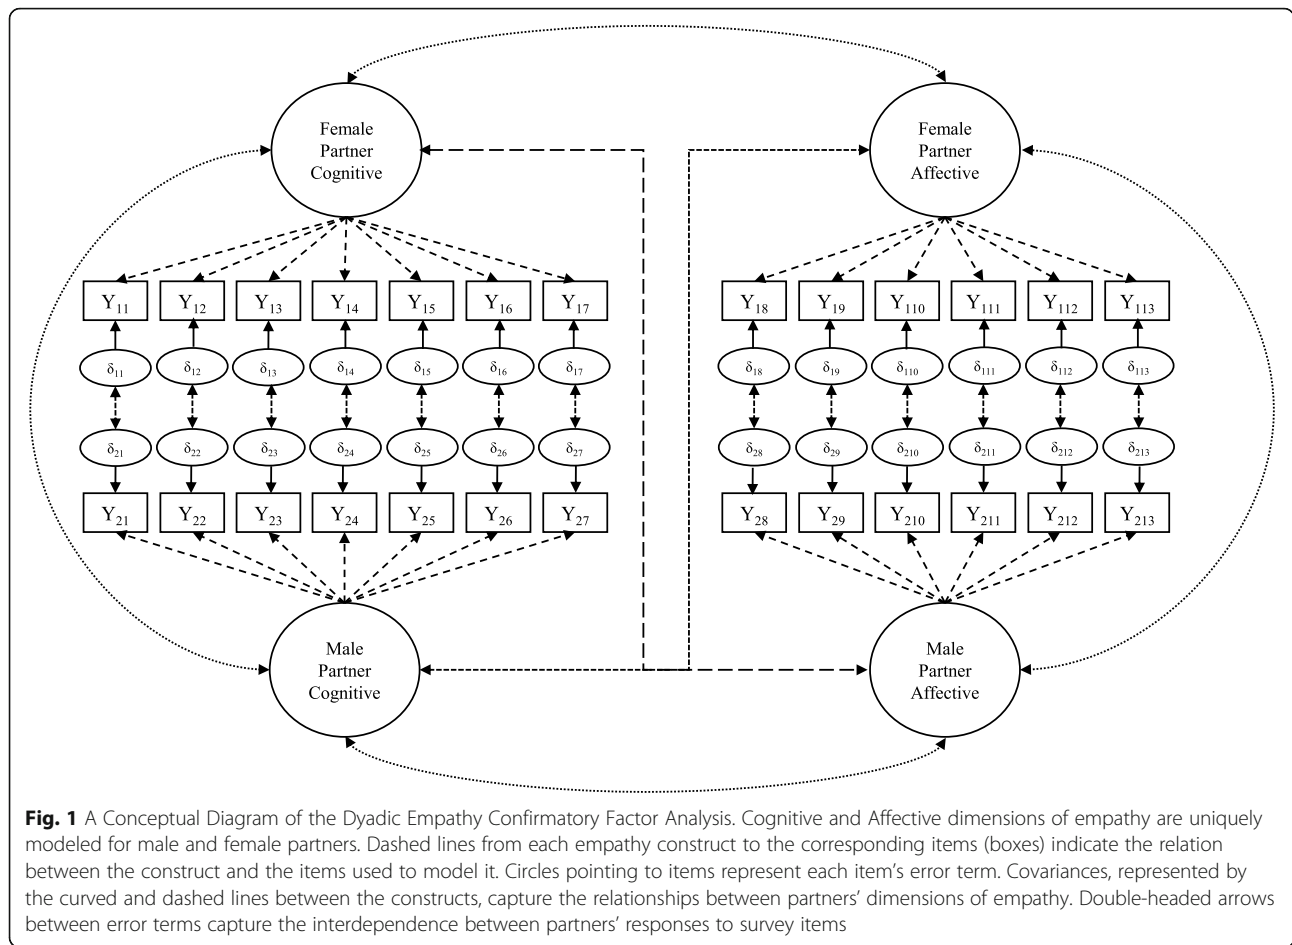 Female
Partner
Cognitive
Female
Partner
Affective
Y11 Y12 Y13 Y14 Y15 Y16 Y17
Y18 Y19 Y110 Y111 Y112 Y113
δ11 δ12 δ13 δ14 δ15 δ16 δ17
δ18 δ19 δ110 δ111 δ112 δ113
δ21 δ22 δ23 δ24 δ25 δ26 δ27
δ28 δ29 δ210 δ211 δ212 δ213
Y21 Y22 Y23 Y24 Y25 Y26 Y27
Y28 Y29 Y210 Y211 Y212 Y213
Male
Partner
Cognitive
Male
Partner
Affective
Fig. 1 A Conceptual Diagram of the Dyadic Empathy Confirmatory Factor Analysis. Cognitive and Affective dimensions of empathy are uniquely
modeled for male and female partners. Dashed lines from each empathy construct to the corresponding items (boxes) indicate the relation
between the construct and the items used to model it. Circles pointing to items represent each item's error term. Covariances, represented by
the curved and dashed lines between the constructs, capture the relationships between partners' dimensions of empathy. Double-headed arrows
between error terms capture the interdependence between partners' responses to survey items